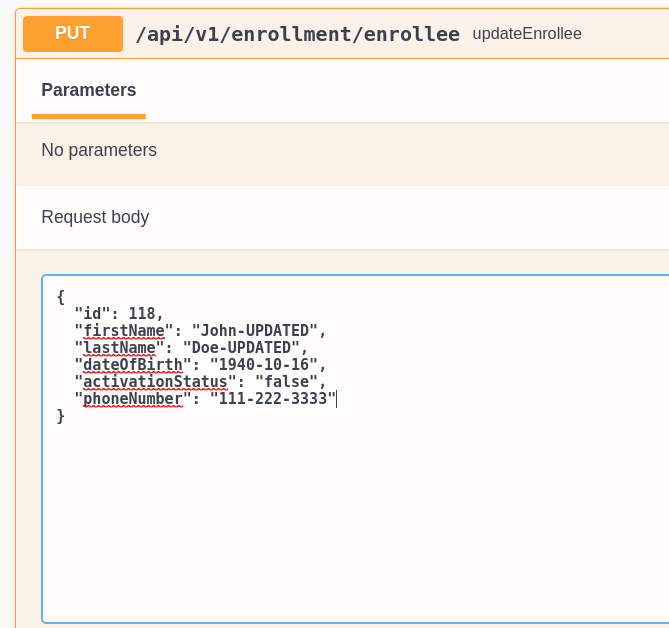 PUT /api/v1/enrollment/enrollee updateEnrollee
Parameters
No parameters
Request body
{
  "id": 118,
  "firstName": "John-UPDATED",
  "lastName": "Doe-UPDATED",
  "dateOfBirth": "1940-10-16",
  "activationStatus": "false",
  "phoneNumber": "111-222-3333"
}